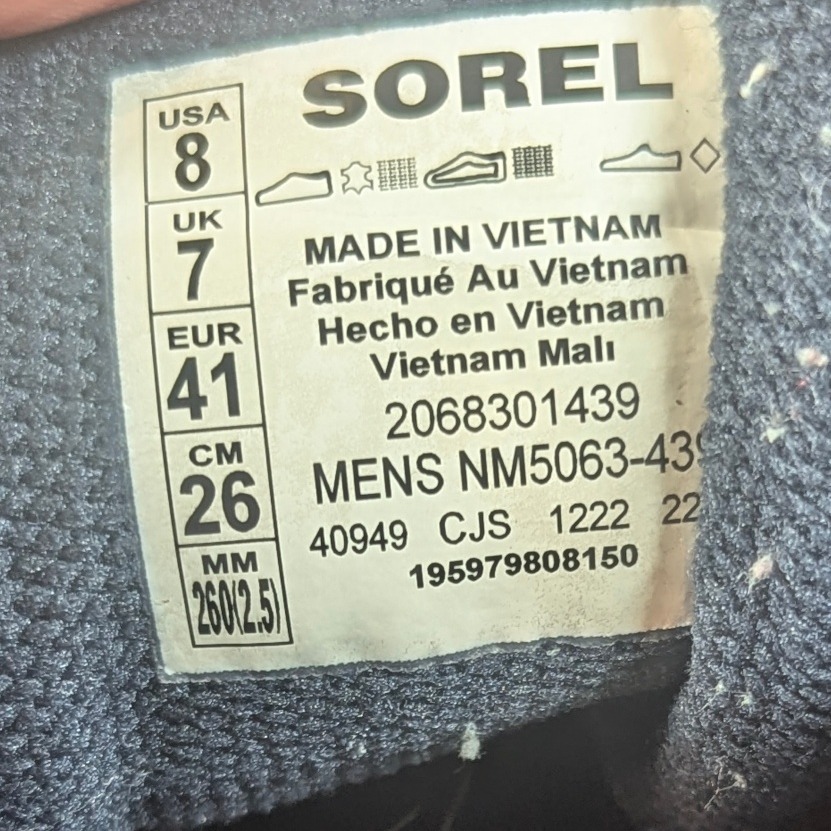 SOREL
USA
8
UK
7
EUR
41
CM
26
MM
260(2.5)
MADE IN VIETNAM
Fabriqué Au Vietnam
Hecho en Vietnam
Vietnam Malı
2068301439
MENS NM5063-439
40949 CJS 1222 22
195979808150